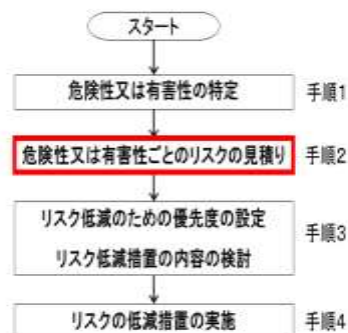 スタート
危険性又は有害性の特定 手順1
危険性又は有害性ごとのリスクの見積り 手順2
リスク低減のための優先度の設定
リスク低減措置の内容の検討
手順3
リスクの低減措置の実施 手順4